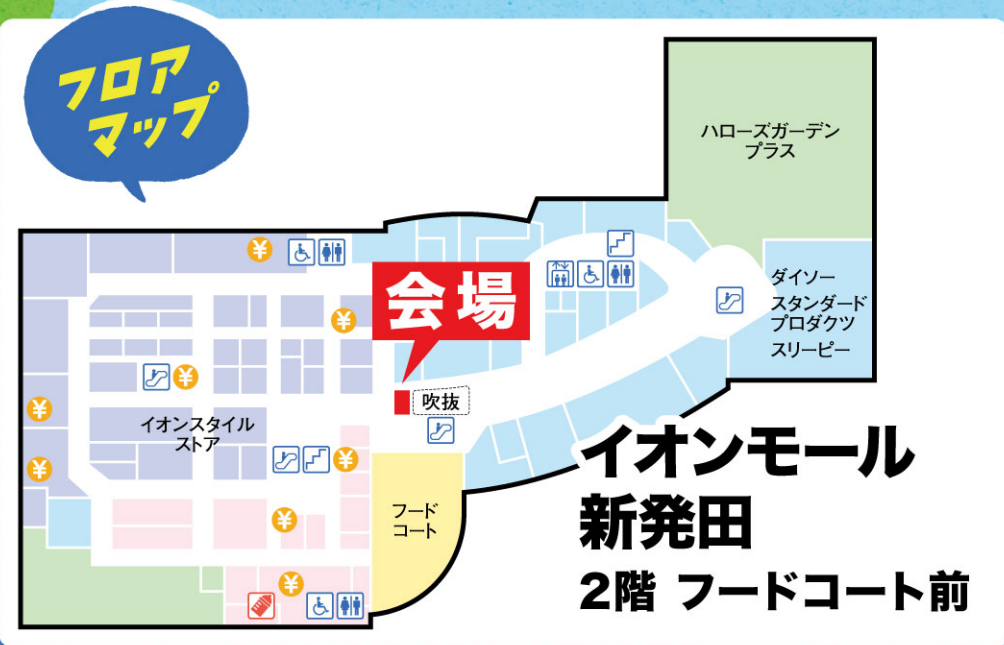 フロア
マップ
ハローズガーデン
プラス
会場
ダイソー
スタンダード
プロダクツ
スリーピー
吹抜
イオンスタイル
ストア
フード
コート
¥
¥
¥
¥
¥
¥
¥
¥
イオンモール
新発田
2階 フードコート前